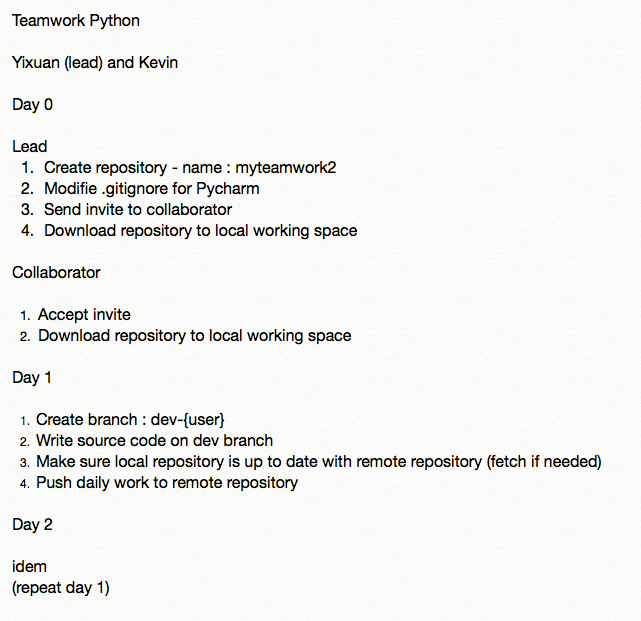 Teamwork Python
Yixuan (lead) and Kevin
Day 0
Lead
1. Create repository - name : myteamwork2
2. Modifie .gitignore for Pycharm
3. Send invite to collaborator
4. Download repository to local working space
Collaborator
1. Accept invite
2. Download repository to local working space
Day 1
1. Create branch : dev-{user}
2. Write source code on dev branch
3. Make sure local repository is up to date with remote repository (fetch if needed)
4. Push daily work to remote repository
Day 2
idem
(repeat day 1)